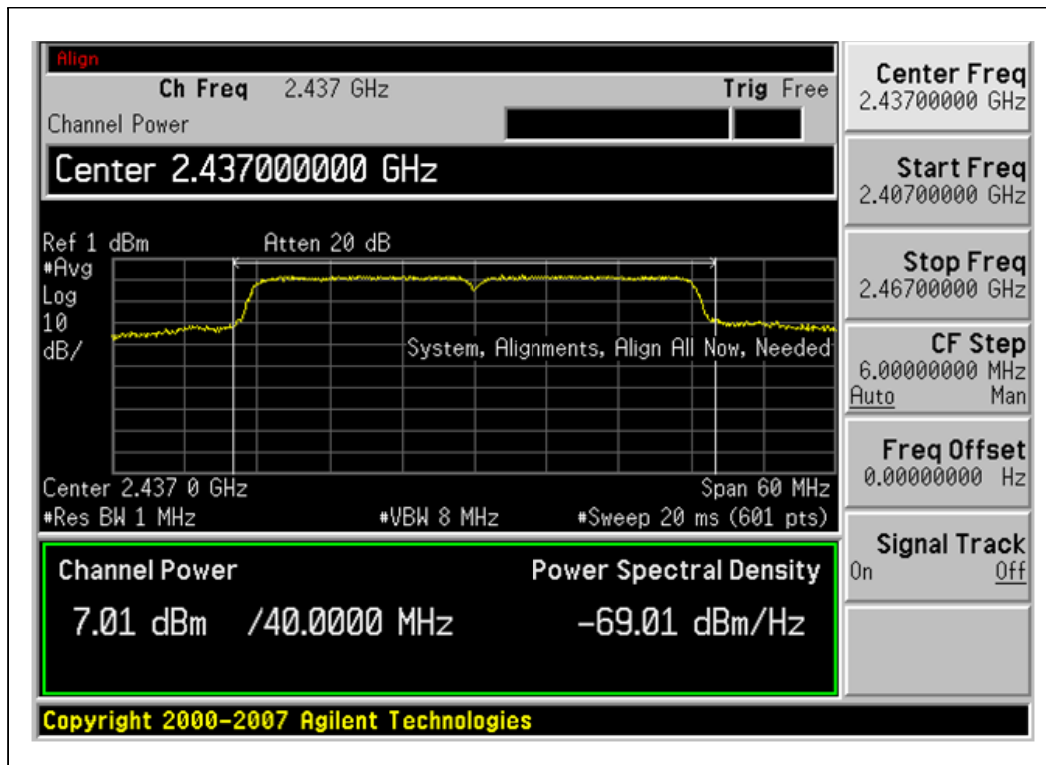 Align
Ch Freq 2.437 GHz Trig Free
Channel Power
Center 2.437000000 GHz
Ref 1 dBm Atten 20 dB
#Avg
Log
10
dB/
System, Alignments, Align All Now, Needed
Center 2.437 0 GHz Span 60 MHz
#Res BW 1 MHz #VBW 8 MHz #Sweep 20 ms (601 pts)
Channel Power Power Spectral Density
7.01 dBm /40.0000 MHz -69.01 dBm/Hz
Copyright 2000-2007 Agilent Technologies
Center Freq
2.43700000 GHz
Start Freq
2.40700000 GHz
Stop Freq
2.46700000 GHz
CF Step
6.00000000 MHz
Auto Man
Freq Offset
0.00000000 Hz
Signal Track
On Off